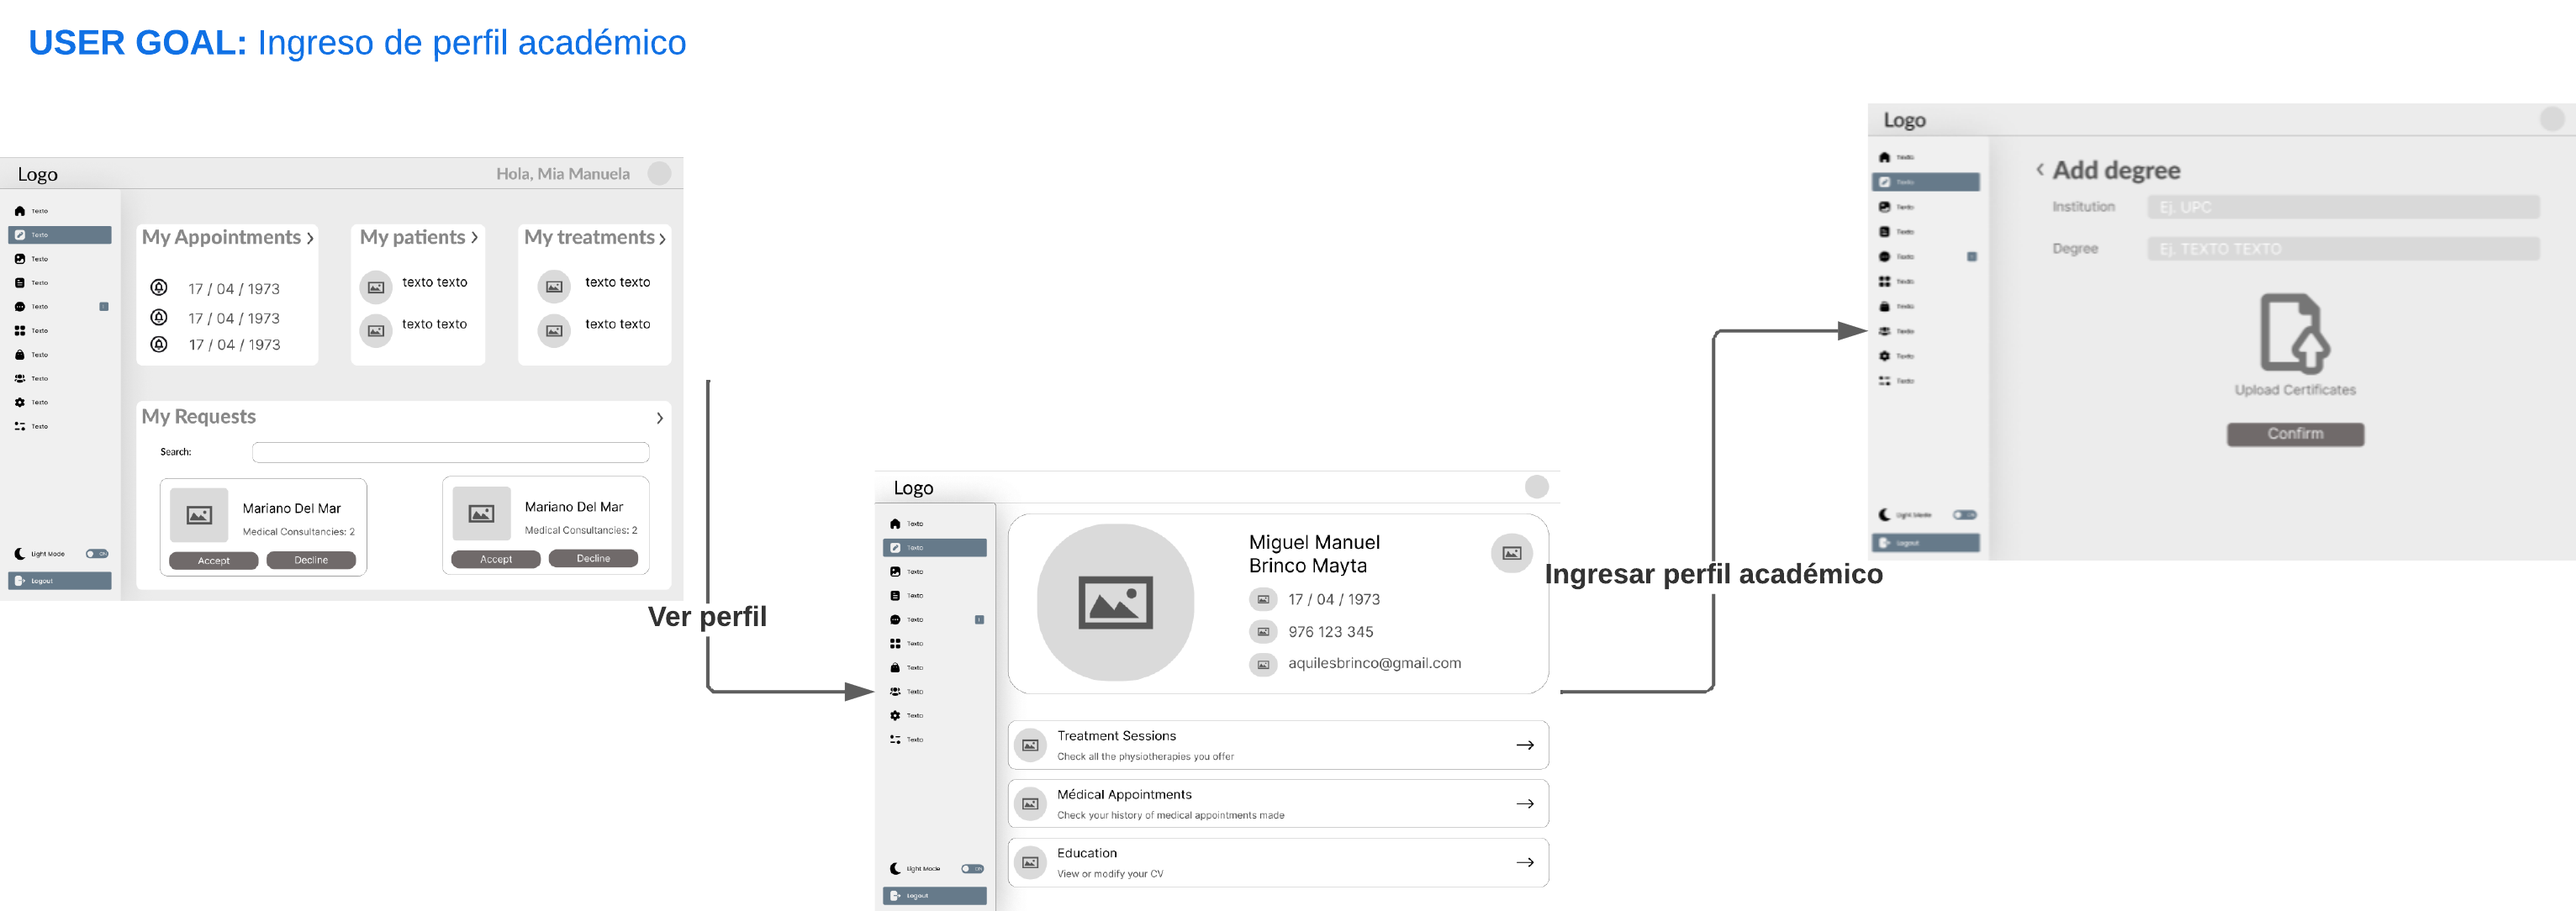 USER GOAL: Ingreso de perfil académico
Logo
Hola, Mia Manuela
Texto
Texto
Texto
Texto
Texto
Texto
Texto
Texto
Texto
Texto
Light Mode
ON
Logout
My Appointments >
17 / 04 / 1973
17 / 04 / 1973
17 / 04 / 1973
My patients >
texto texto
texto texto
My treatments >
texto texto
texto texto
My Requests >
Search:
Mariano Del Mar
Medical Consultancies: 2
Accept Decline
Mariano Del Mar
Medical Consultancies: 2
Accept Decline
Ver perfil
Logo
Texto
Texto
Texto
Texto
Texto
Texto
Texto
Texto
Texto
Texto
Light Mode
ON
Logout
Miguel Manuel
Brinco Mayta
17 / 04 / 1973
976 123 345
aquilesbrinco@gmail.com
Treatment Sessions
Check all the physiotherapies you offer
Médical Appointments
Check your history of medical appointments made
Education
View or modify your CV
Ingresar perfil académico
Logo
Texto
Texto
Texto
Texto
Texto
Texto
Texto
Texto
Texto
Texto
Light Mode
Logout
< Add degree
Institution Ej. UPC
Degree Ej. TEXTO TEXTO
Upload Certificates
Confirm